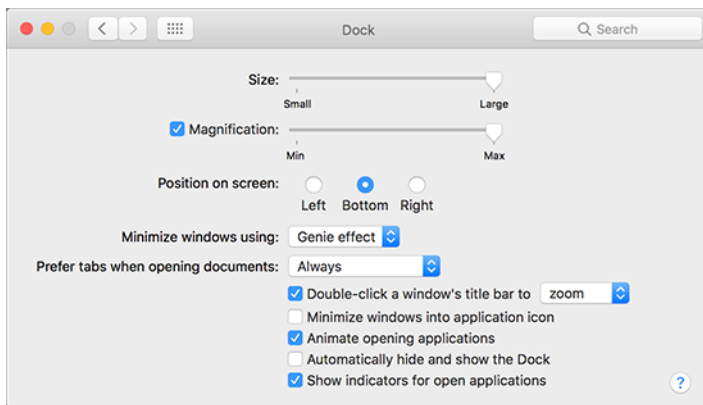 Dock
Search
Size:
Small Large
Magnification:
Min Max
Position on screen:
Left Bottom Right
Minimize windows using: Genie effect
Prefer tabs when opening documents: Always
Double-click a window's title bar to zoom
Minimize windows into application icon
Animate opening applications
Automatically hide and show the Dock
Show indicators for open applications
?